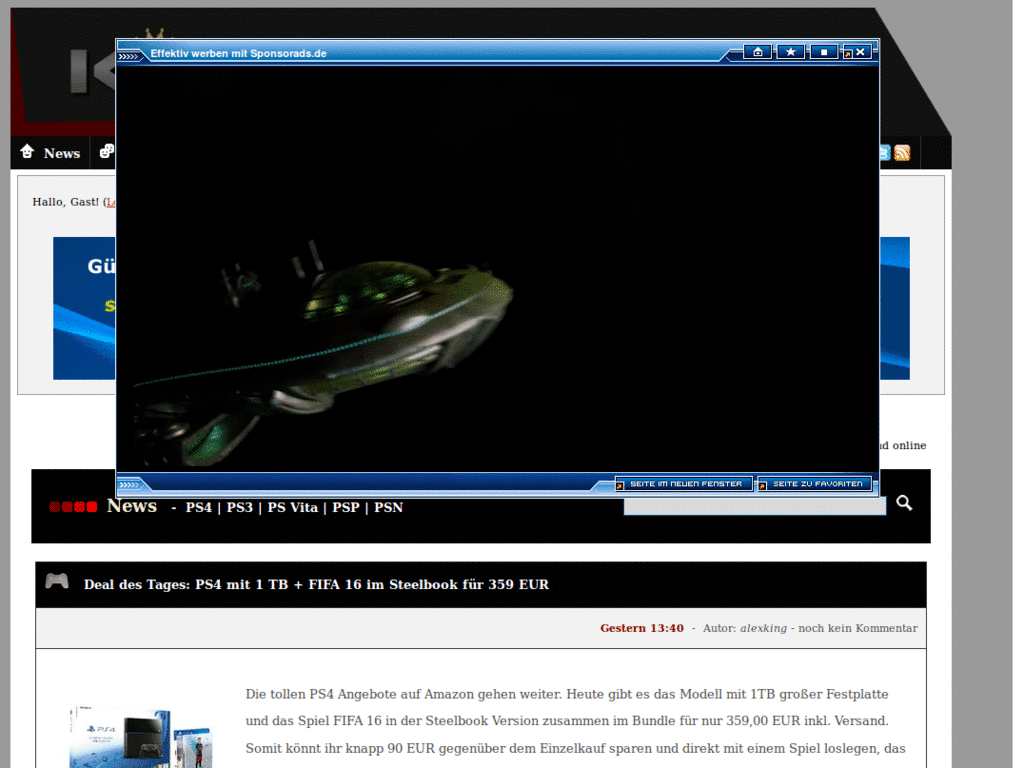 Effektiv werben mit Sponsorads.de
News
Hallo, Gast! (
Gü
online
SEITE IM NEUEN FENSTER
SEITE ZU FAVORITEN
News - PS4 | PS3 | PS Vita | PSP | PSN
Deal des Tages: PS4 mit 1 TB + FIFA 16 im Steelbook für 359 EUR
Gestern 13:40 - Autor: alexking - noch kein Kommentar
Die tollen PS4 Angebote auf Amazon gehen weiter. Heute gibt es das Modell mit 1TB großer Festplatte
und das Spiel FIFA 16 in der Steelbook Version zusammen im Bundle für nur 359,00 EUR inkl. Versand.
PS4
Somit könnt ihr knapp 90 EUR gegenüber dem Einzelkauf sparen und direkt mit einem Spiel loslegen, das